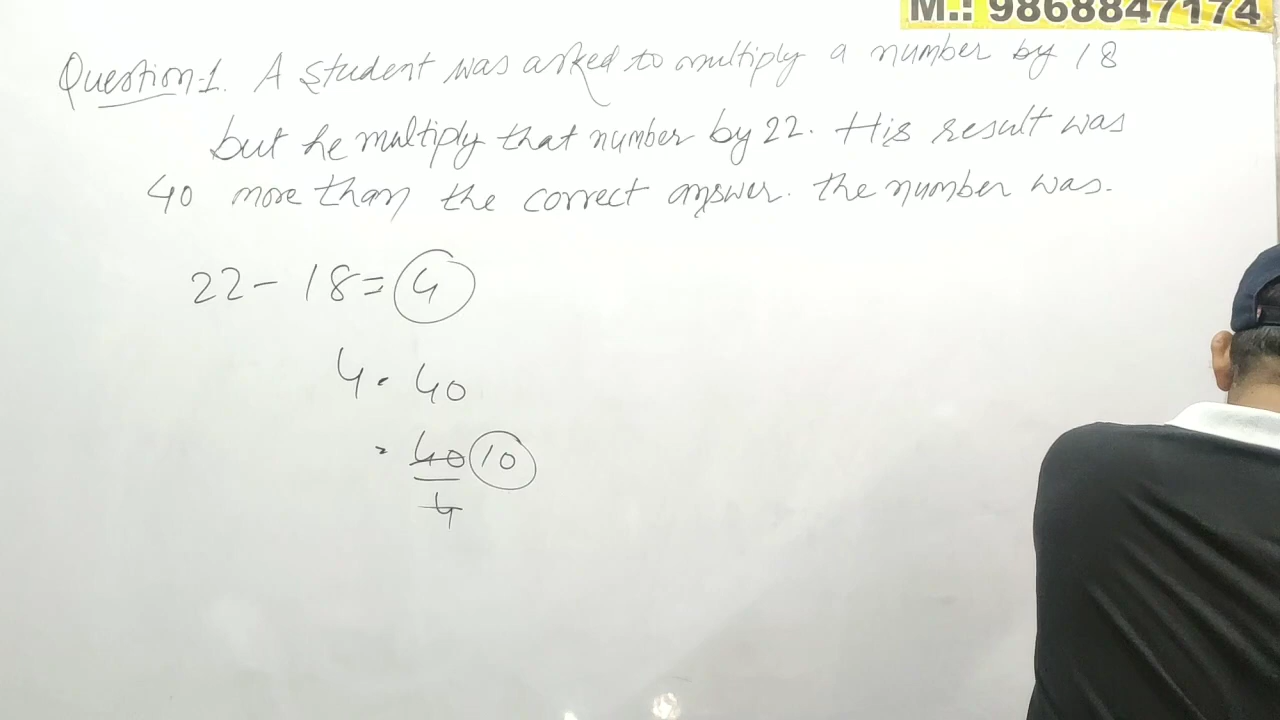 M.: 9868847174
Question-1. A student was asked to multiply a number by 18
but he multiply that number by 22. His result was
40 more than the correct answer. the number was.
22 - 18 = 4
4 = 40
= 40/4 10